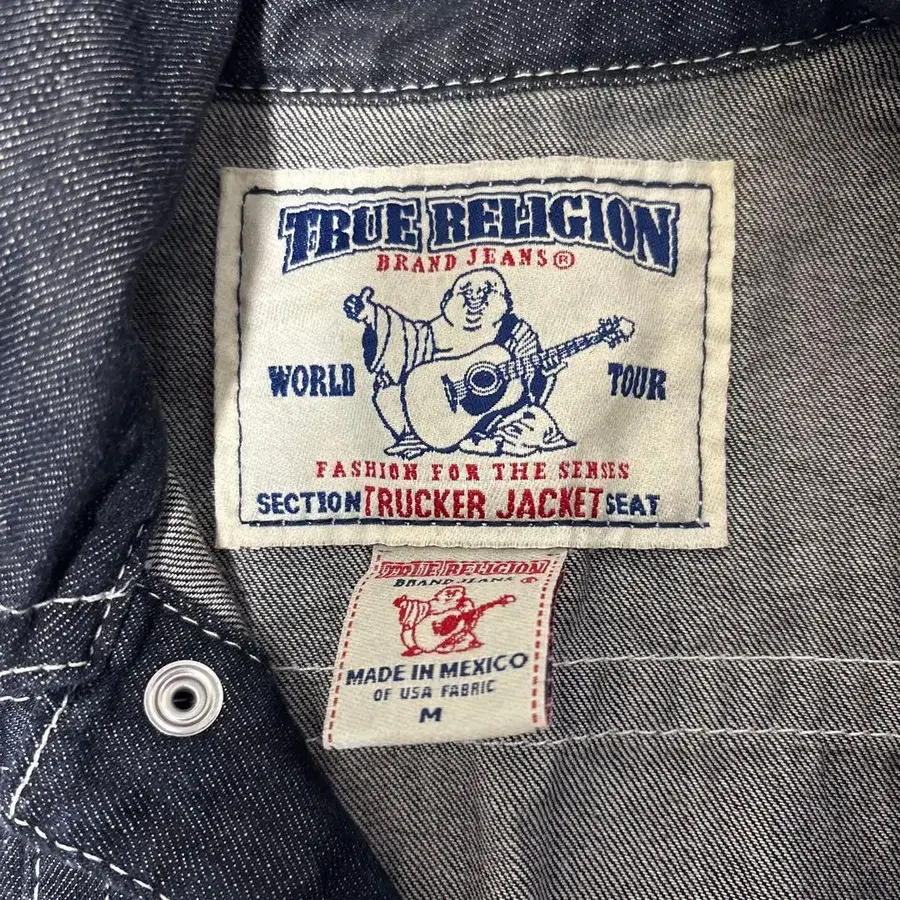 TRUE RELIGION
BRAND JEANS®
WORLD TOUR
FASHION FOR THE SENSES
SECTION TRUCKER JACKET SEAT
TRUE RELIGION
BRAND JEANS ®
MADE IN MEXICO
OF USA FABRIC
M